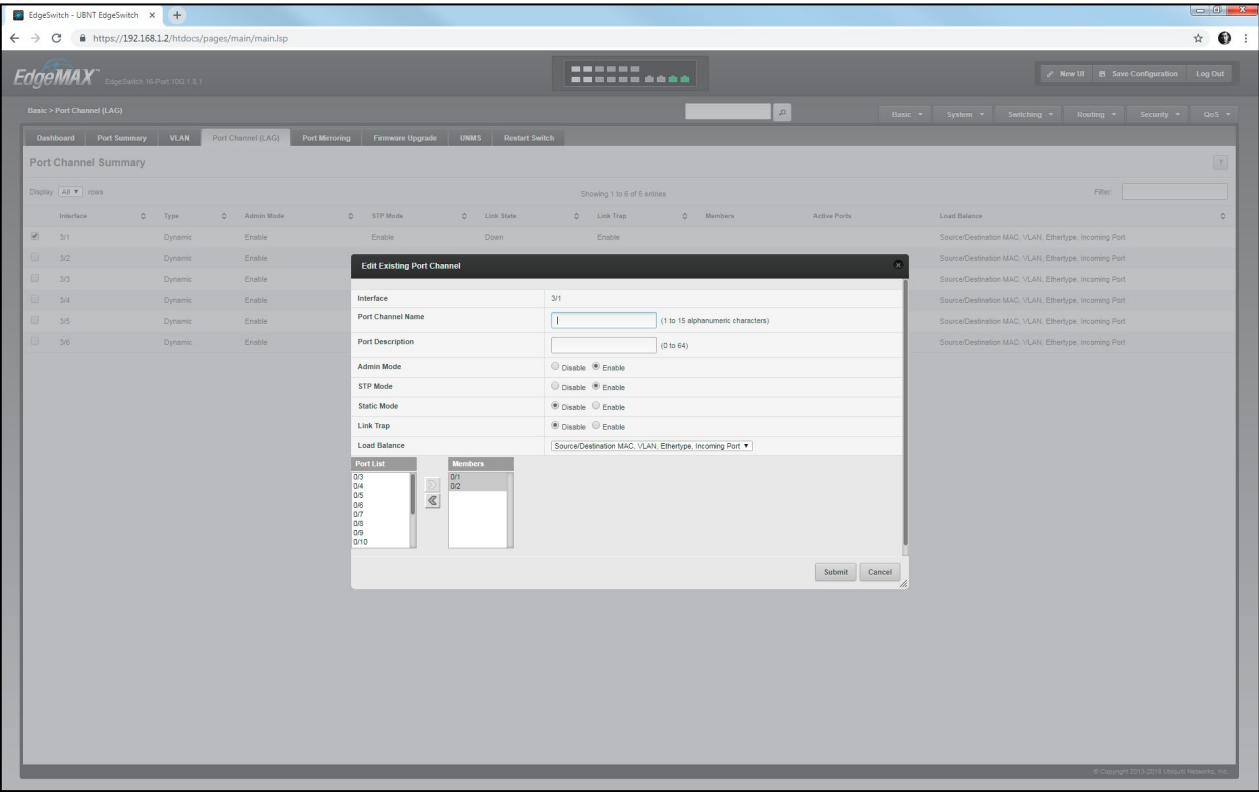 EdgeSwitch - UBNT EdgeSwitch
https://192.168.1.2/htdocs/pages/main/main.lsp
EdgeMAX™ EdgeSwitch 16-Port 10G 1.8.1
New UI Save Configuration Log Out
Basic > Port Channel (LAG)
Basic System Switching Routing Security QoS
Dashboard Port Summary VLAN Port Channel (LAG) Port Mirroring Firmware Upgrade UNMS Restart Switch
Port Channel Summary ?
Display All rows Showing 1 to 6 of 6 entries Filter:
Interface Type Admin Mode STP Mode Link State Link Trap Members Active Ports Load Balance
3/1 Dynamic Enable Enable Down Enable Source/Destination MAC, VLAN, Ethertype, Incoming Port
3/2 Dynamic Enable Source/Destination MAC, VLAN, Ethertype, Incoming Port
3/3 Dynamic Enable Source/Destination MAC, VLAN, Ethertype, Incoming Port
3/4 Dynamic Enable Source/Destination MAC, VLAN, Ethertype, Incoming Port
3/5 Dynamic Enable Source/Destination MAC, VLAN, Ethertype, Incoming Port
3/6 Dynamic Enable Source/Destination MAC, VLAN, Ethertype, Incoming Port
Edit Existing Port Channel
Interface 3/1
Port Channel Name (1 to 15 alphanumeric characters)
Port Description (0 to 64)
Admin Mode Disable Enable
STP Mode Disable Enable
Static Mode Disable Enable
Link Trap Disable Enable
Load Balance Source/Destination MAC, VLAN, Ethertype, Incoming Port
Port List Members
0/3 0/1
0/4 0/2
0/5
0/6
0/7
0/8
0/9
0/10
Submit Cancel
© Copyright 2013-2018 Ubiquiti Networks, Inc.